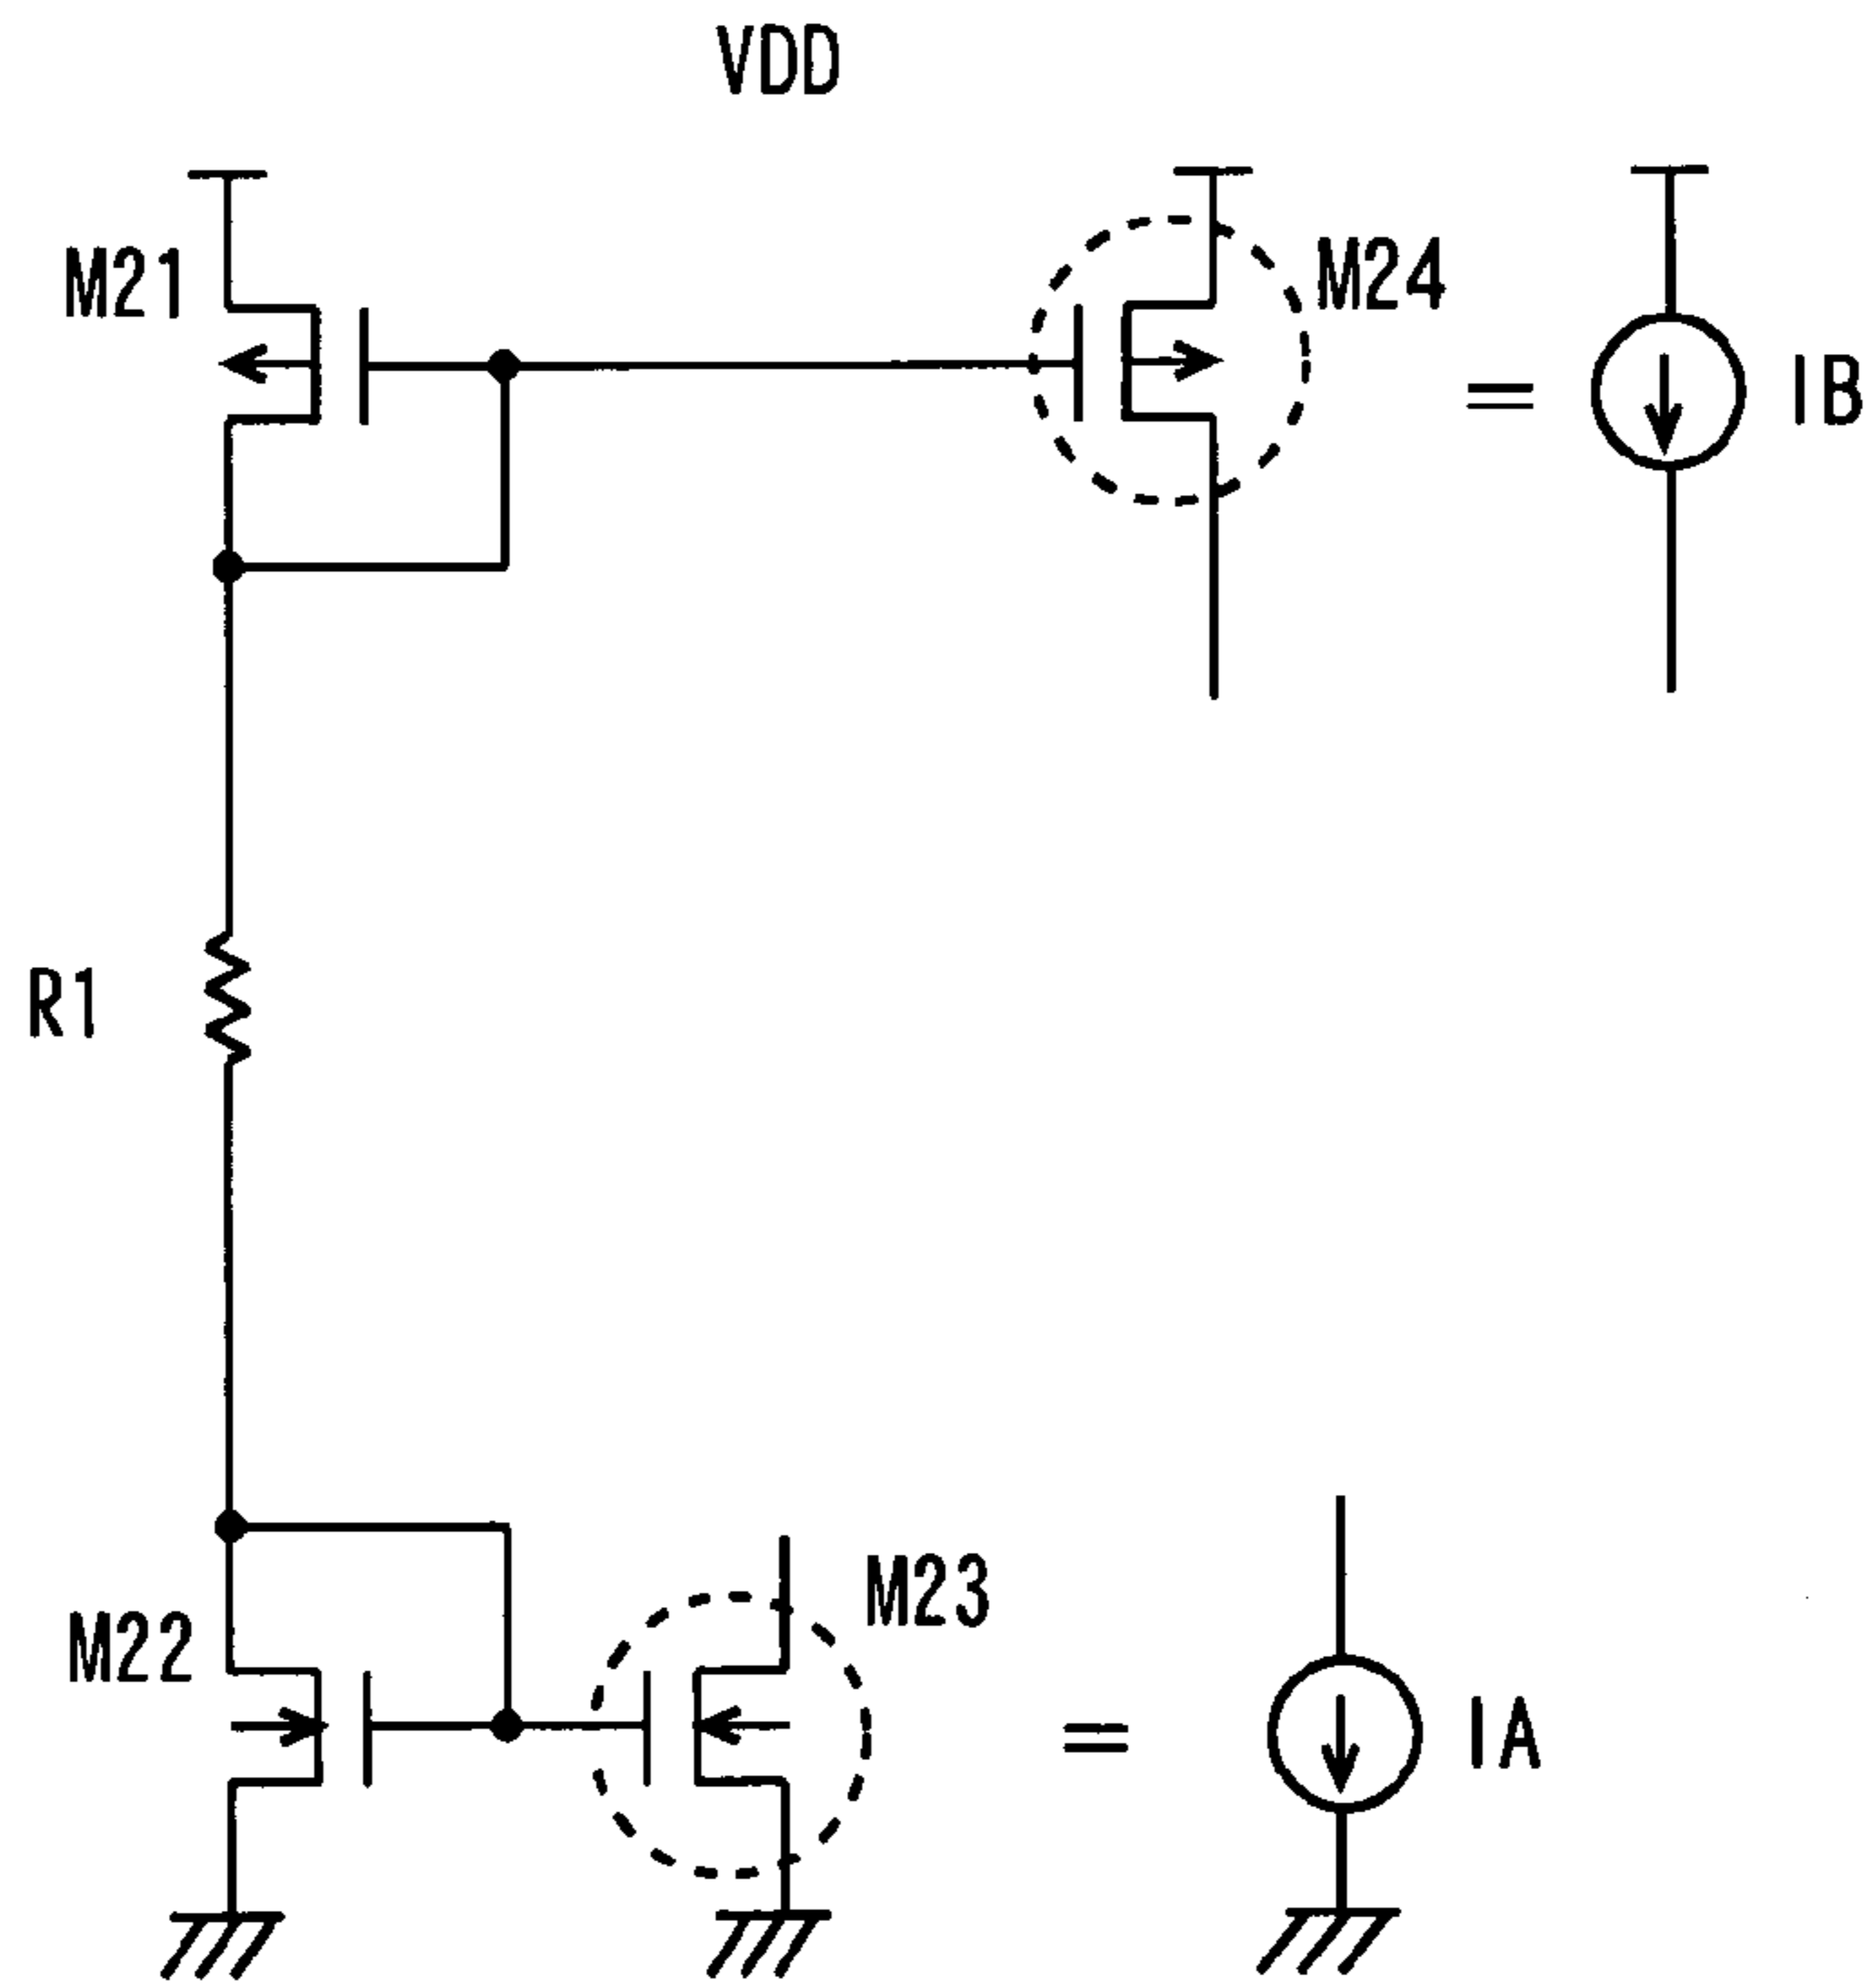 VDD
M21
M24
= IB
R1
M23
M22
= IA